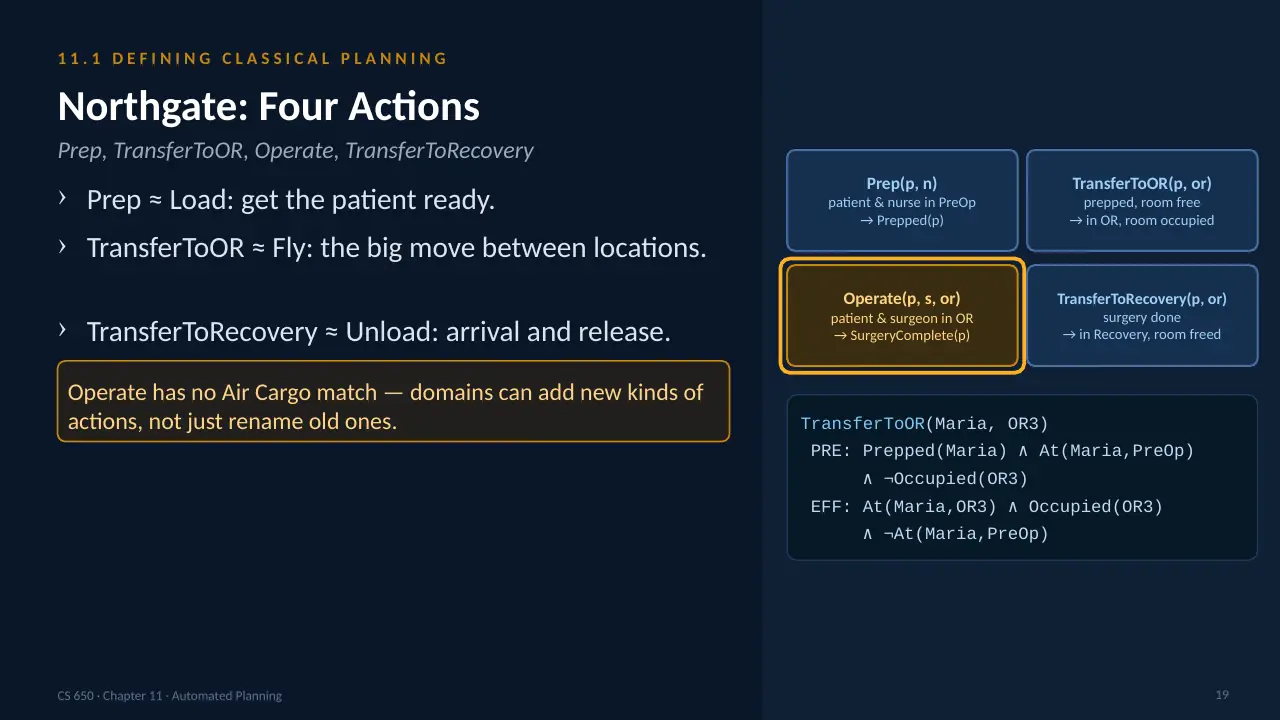 11.1 DEFINING CLASSICAL PLANNING
Northgate: Four Actions
Prep, TransferToOR, Operate, TransferToRecovery
› Prep ≈ Load: get the patient ready.
› TransferToOR ≈ Fly: the big move between locations.
› TransferToRecovery ≈ Unload: arrival and release.
Operate has no Air Cargo match — domains can add new kinds of
actions, not just rename old ones.
Prep(p, n)
patient & nurse in PreOp
→ Prepped(p)
TransferToOR(p, or)
prepped, room free
→ in OR, room occupied
Operate(p, s, or)
patient & surgeon in OR
→ SurgeryComplete(p)
TransferToRecovery(p, or)
surgery done
→ in Recovery, room freed
TransferToOR(Maria, OR3)
PRE: Prepped(Maria) ∧ At(Maria,PreOp)
∧ ¬Occupied(OR3)
EFF: At(Maria,OR3) ∧ Occupied(OR3)
∧ ¬At(Maria,PreOp)
CS 650 · Chapter 11 · Automated Planning
19